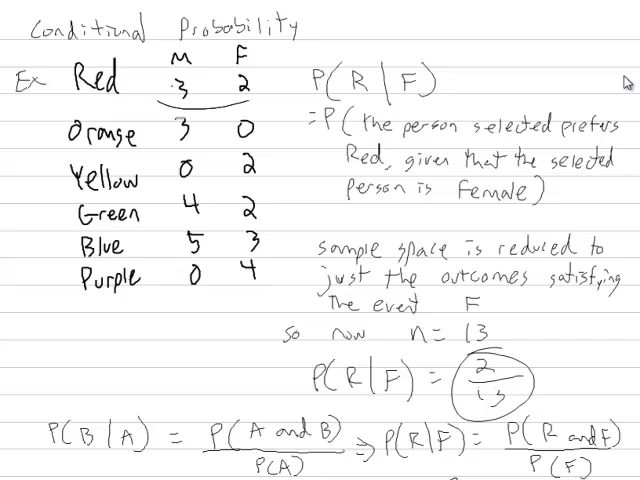 Conditional Probability
M F
Ex Red 3 2
Orange 3 0
Yellow 0 2
Green 4 2
Blue 5 3
Purple 0 4
P(R|F)
=P(the person selected prefers
Red, given that the selected
person is Female)
sample space is reduced to
just the outcomes satisfying
the event F
so now n=13
P(R|F) = 2/13
P(B|A) = P(A and B)/P(A) => P(R|F) = P(R and F)/P(F)